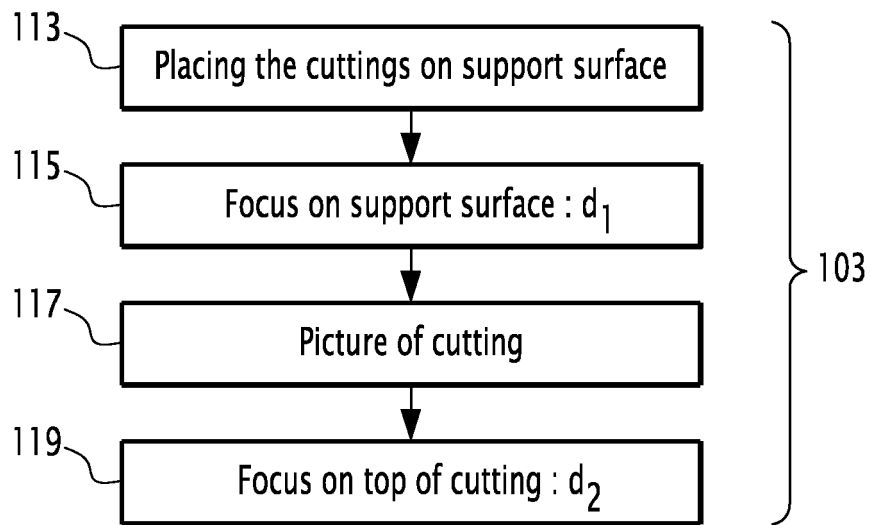 113
Placing the cuttings on support surface
115
Focus on support surface : d₁
103
117
Picture of cutting
119
Focus on top of cutting : d₂